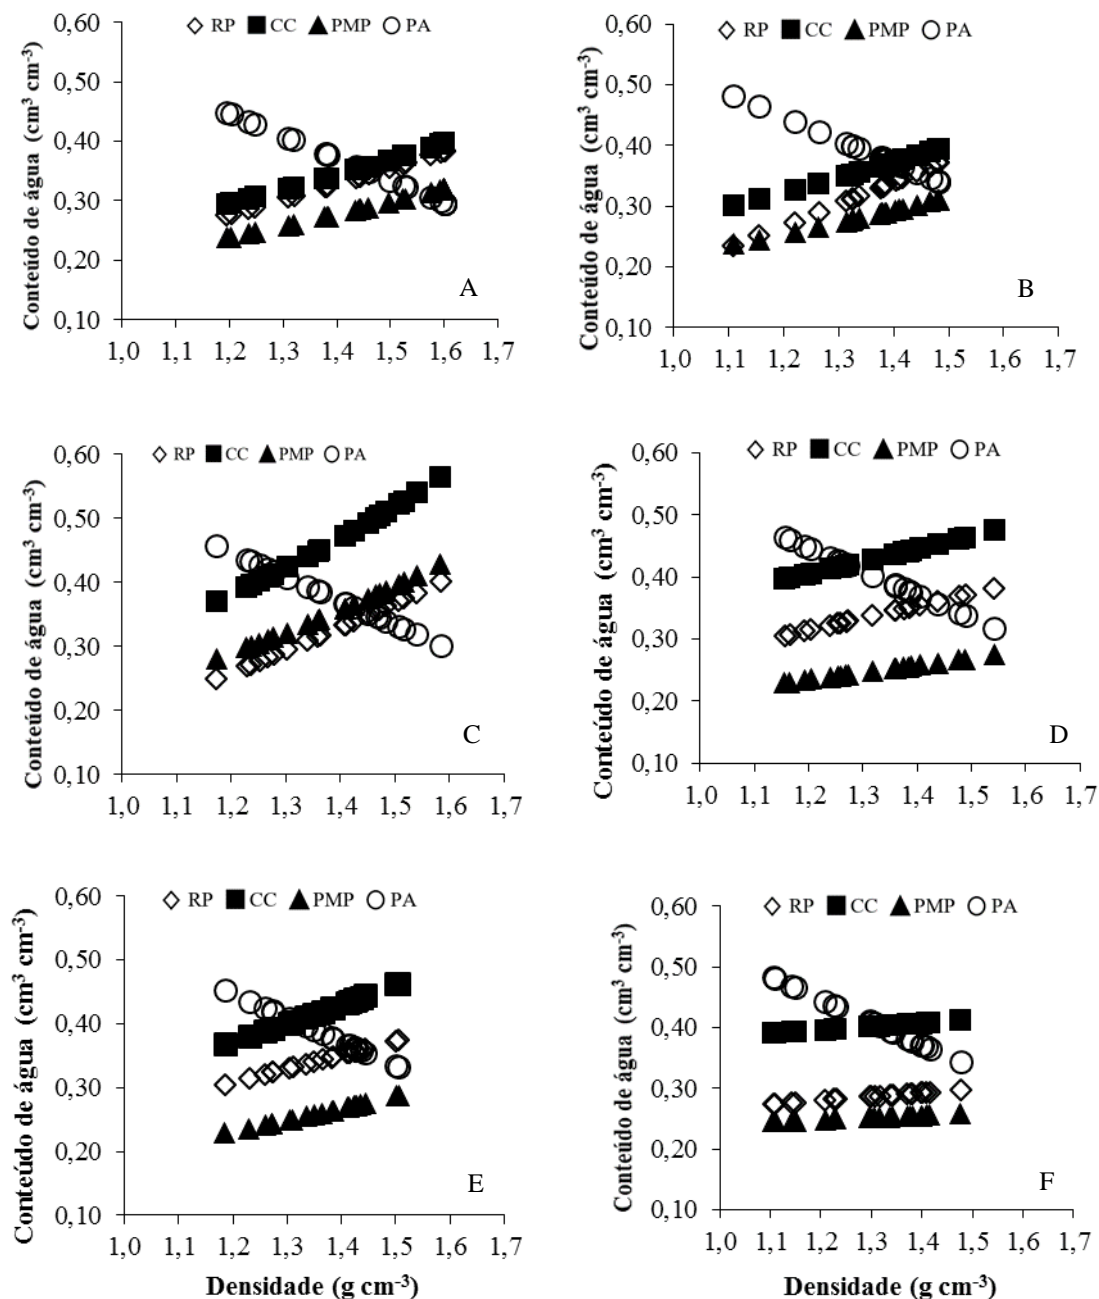 RP CC PMP PA
Conteúdo de água (cm³ cm⁻³)
0,60
0,50
0,40
0,30
0,20
0,10
1,0 1,1 1,2 1,3 1,4 1,5 1,6 1,7
A
RP CC PMP PA
Conteúdo de água (cm³ cm⁻³)
0,60
0,50
0,40
0,30
0,20
0,10
1,0 1,1 1,2 1,3 1,4 1,5 1,6 1,7
B
RP CC PMP PA
Conteúdo de água (cm³ cm⁻³)
0,60
0,50
0,40
0,30
0,20
0,10
1,0 1,1 1,2 1,3 1,4 1,5 1,7
C
RP CC PMP PA
Conteúdo de água (cm³ cm⁻³)
0,60
0,50
0,40
0,30
0,20
0,10
1,0 1,1 1,2 1,3 1,4 1,5 1,6 1,7
D
RP CC PMP PA
Conteúdo de água (cm³ cm⁻³)
0,60
0,50
0,40
0,30
0,20
0,10
1,0 1,1 1,2 1,3 1,4 1,5 1,6 1,7
E
Densidade (g cm⁻³)
RP CC PMP PA
Conteúdo de água (cm³ cm⁻³)
0,60
0,50
0,40
0,30
0,20
0,10
1,0 1,1 1,2 1,3 1,4 1,5 1,6 1,7
F
Densidade (g cm⁻³)